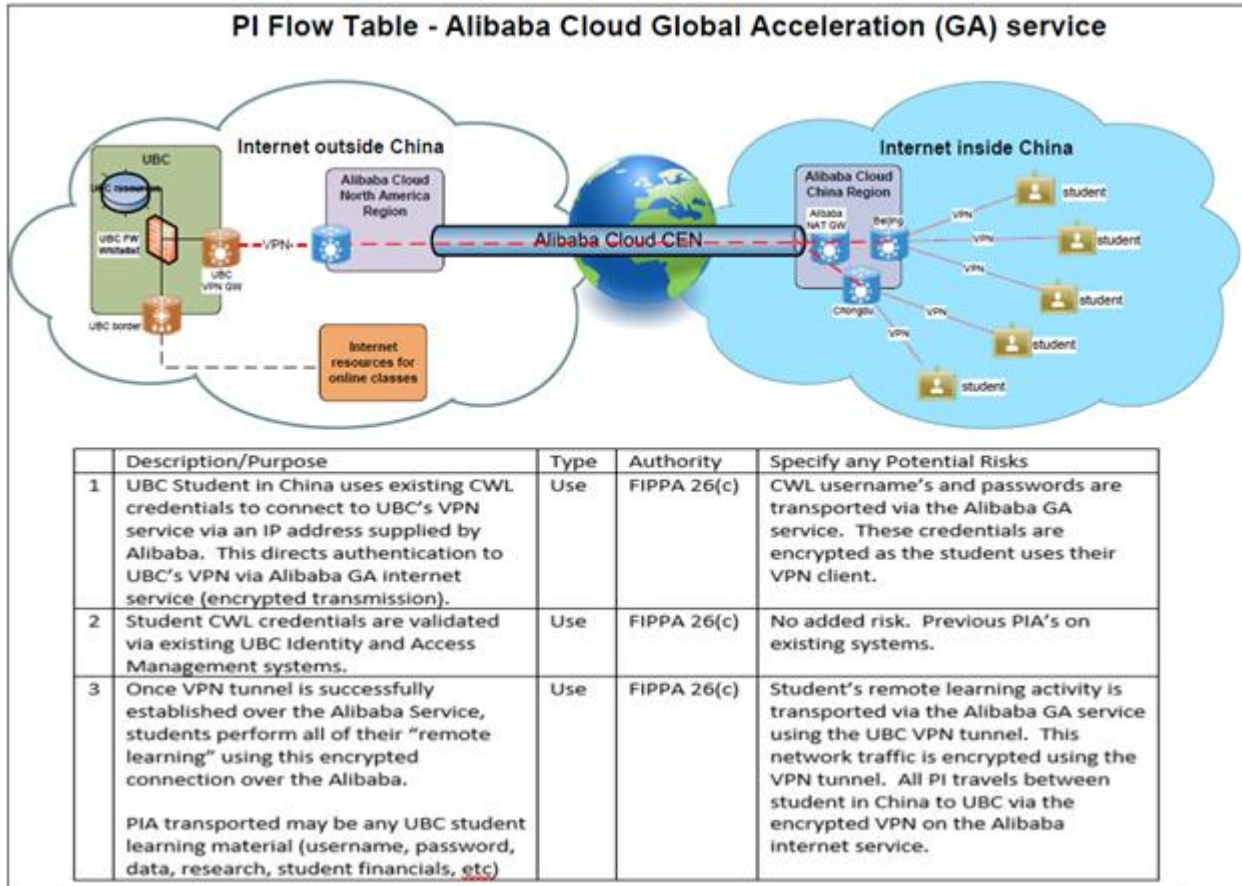 PI Flow Table - Alibaba Cloud Global Acceleration (GA) service
Internet outside China
UBC
UBC resources
UBC FW
Whitelist
UBC
VPN GW
UBC border
VPN
Alibaba Cloud
North America
Region
Internet
resources for
online classes
Alibaba Cloud CEN
Internet inside China
Alibaba Cloud
China Region
Alibaba
NAT GW
Beijing
Chengdu
VPN
VPN
VPN
VPN
VPN
student
student
student
student
student
Description/Purpose Type Authority Specify any Potential Risks
1 UBC Student in China uses existing CWL
credentials to connect to UBC's VPN
service via an IP address supplied by
Alibaba. This directs authentication to
UBC's VPN via Alibaba GA internet
service (encrypted transmission).
Use
FIPPA 26(c)
CWL username's and passwords are
transported via the Alibaba GA
service. These credentials are
encrypted as the student uses their
VPN client.
2 Student CWL credentials are validated
via existing UBC Identity and Access
Management systems.
Use
FIPPA 26(c)
No added risk. Previous PIA's on
existing systems.
3 Once VPN tunnel is successfully
established over the Alibaba Service,
students perform all of their "remote
learning" using this encrypted
connection over the Alibaba.
PIA transported may be any UBC student
learning material (username, password,
data, research, student financials, etc)
Use
FIPPA 26(c)
Student's remote learning activity is
transported via the Alibaba GA service
using the UBC VPN tunnel. This
network traffic is encrypted using the
VPN tunnel. All PI travels between
student in China to UBC via the
encrypted VPN on the Alibaba
internet service.